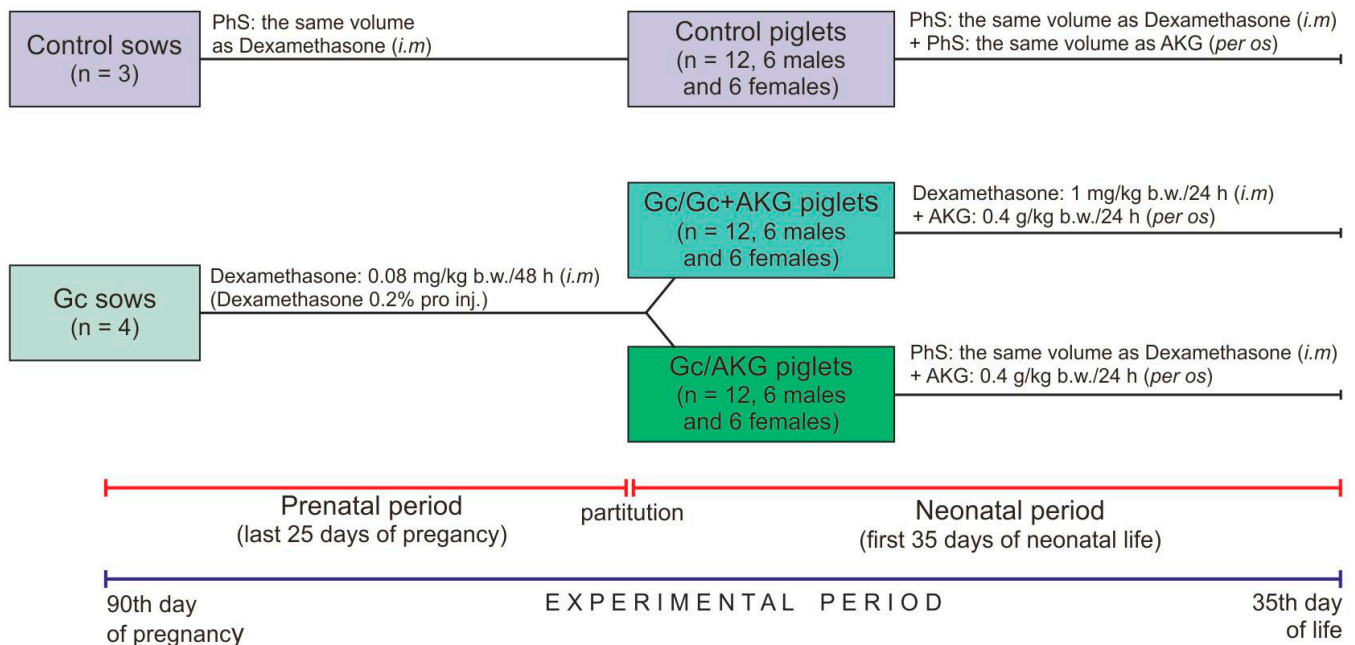 Control sows
(n = 3)
PhS: the same volume
as Dexamethasone (i.m)
Control piglets
(n = 12, 6 males
and 6 females)
PhS: the same volume as Dexamethasone (i.m)
+ PhS: the same volume as AKG (per os)
Gc sows
(n = 4)
Dexamethasone: 0.08 mg/kg b.w./48 h (i.m)
(Dexamethasone 0.2% pro inj.)
Gc/Gc+AKG piglets
(n = 12, 6 males
and 6 females)
Dexamethasone: 1 mg/kg b.w./24 h (i.m)
+ AKG: 0.4 g/kg b.w./24 h (per os)
Gc/AKG piglets
(n = 12, 6 males
and 6 females)
PhS: the same volume as Dexamethasone (i.m)
+ AKG: 0.4 g/kg b.w./24 h (per os)
Prenatal period
(last 25 days of pregancy)
partitution
Neonatal period
(first 35 days of neonatal life)
90th day
of pregnancy
EXPERIMENTAL PERIOD
35th day
of life